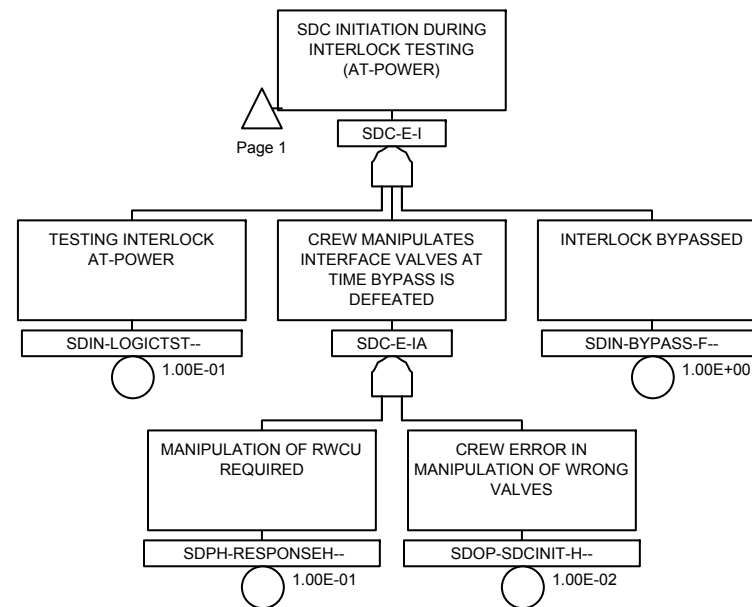 SDC INITIATION DURING
INTERLOCK TESTING
(AT-POWER)
Page 1
SDC-E-I
TESTING INTERLOCK
AT-POWER
SDIN-LOGICTST--
1.00E-01
CREW MANIPULATES
INTERFACE VALVES AT
TIME BYPASS IS
DEFEATED
SDC-E-IA
INTERLOCK BYPASSED
SDIN-BYPASS-F--
1.00E+00
MANIPULATION OF RWCU
REQUIRED
SDPH-RESPONSEH--
1.00E-01
CREW ERROR IN
MANIPULATION OF WRONG
VALVES
SDOP-SDCINIT-H--
1.00E-02